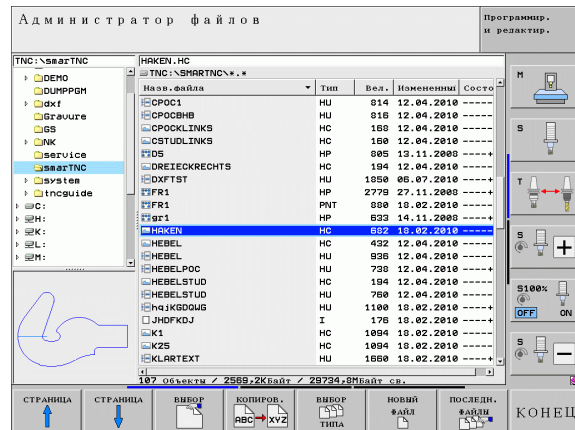 Администратор файлов
Программир.
и редактир.
TNC:\smarTNC
HAKEN.HC
TNC:\SMARTNC\*.*
DEMO
DUMPPGM
dxf
Gravure
GS
NK
service
smarTNC
system
tncguide
C:
H:
K:
L:
M:
Назв.файла Тип Вел. Измененны Состо
CPOC1 HU 814 12.04.2010 -----
CPOCBHB HU 816 12.04.2010 -----
CPOCKLINKS HC 168 12.04.2010 -----
CSTUDLINKS HC 160 12.04.2010 -----
D5 HP 805 13.11.2008 -----
DREIECKRECHTS HC 194 12.04.2010 -----
DXFTST HU 1850 06.07.2010 ----+
FR1 HP 2779 27.11.2008 ----+
FR1 PNT 880 18.02.2010 -----
gr1 HP 633 14.11.2008 ----+
HAKEN HC 682 18.02.2010 -----
HEBEL HC 432 12.04.2010 -----
HEBEL HU 936 12.04.2010 -----
HEBELPOC HU 738 12.04.2010 ----+
HEBELSTUD HC 194 12.04.2010 -----
HEBELSTUD HU 760 12.04.2010 -----
hqjKGDQWG HU 1100 18.02.2010 ----+
JHDFKDJ I 176 18.02.2010 -----
K1 HC 1094 18.02.2010 -----
K25 HC 1094 18.02.2010 -----
KLARTEXT HU 1660 18.02.2010 ----+
107 Объекты / 2569,2КБайт / 29734,8МБайт св.
M
S
T
S
S100%
OFF ON
S
СТРАНИЦА
СТРАНИЦА
ВЫБОР
КОПИРОВ.
ABC XYZ
ВЫБОР
ТИПА
НОВЫЙ
ФАЙЛ
ПОСЛЕДН.
ФАЙЛЫ
КОНЕЦ